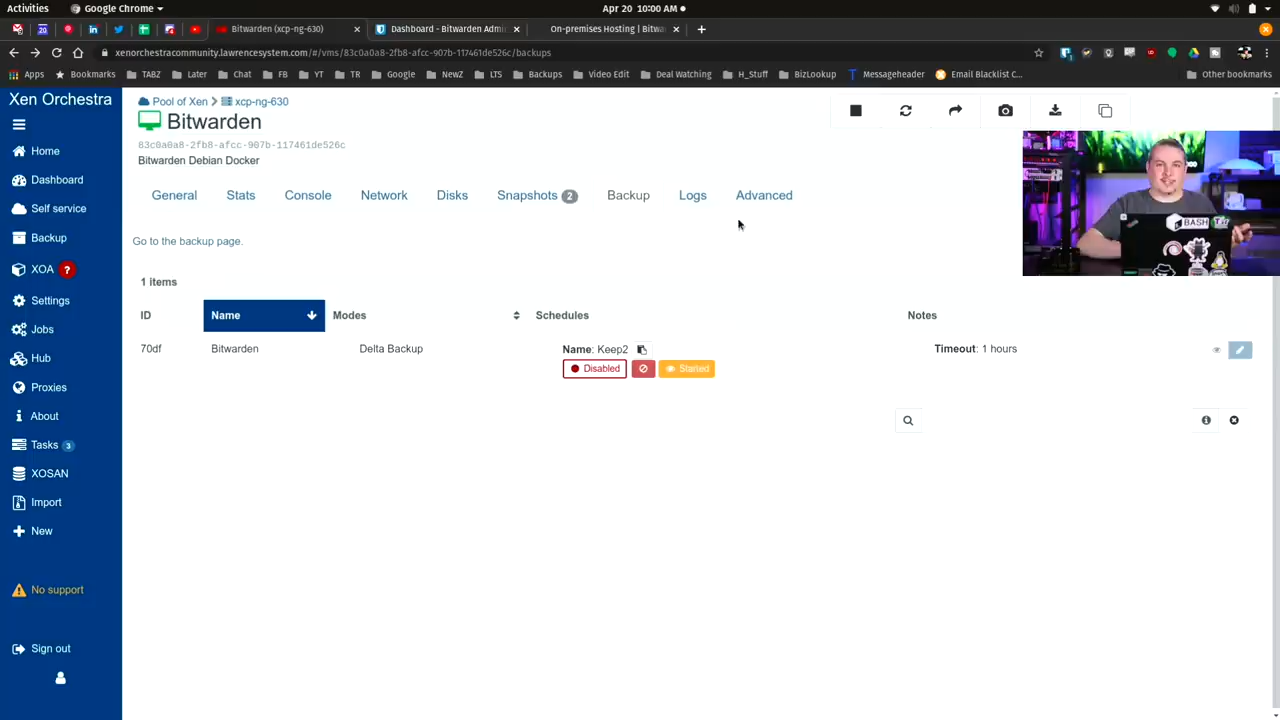 Activities
Google Chrome
Apr 20 10:00 AM
Bitwarden (xcp-ng-630)
Dashboard - Bitwarden Admi
On-premises Hosting | Bitwa
xenorchestracommunity.lawrencesystem.com/#/vms/83c0a0a8-2fb8-afcc-907b-117461de526c/backups
Apps
Bookmarks
TABZ
Later
Chat
FB
YT
TR
Google
NewZ
LTS
Backups
Video Edit
Deal Watching
H_Stuff
BizLookup
Messageheader
Email Blacklist C...
Other bookmarks
Xen Orchestra
Home
Dashboard
Self service
Backup
XOA ?
Settings
Jobs
Hub
Proxies
About
Tasks 3
XOSAN
Import
New
No support
Sign out
Pool of Xen
xcp-ng-630
Bitwarden
83c0a0a8-2fb8-afcc-907b-117461de526c
Bitwarden Debian Docker
General
Stats
Console
Network
Disks
Snapshots 2
Backup
Logs
Advanced
BASH
Go to the backup page.
1 items
ID
Name
Modes
Schedules
Notes
70df
Bitwarden
Delta Backup
Name: Keep2
Timeout: 1 hours
Disabled
Started